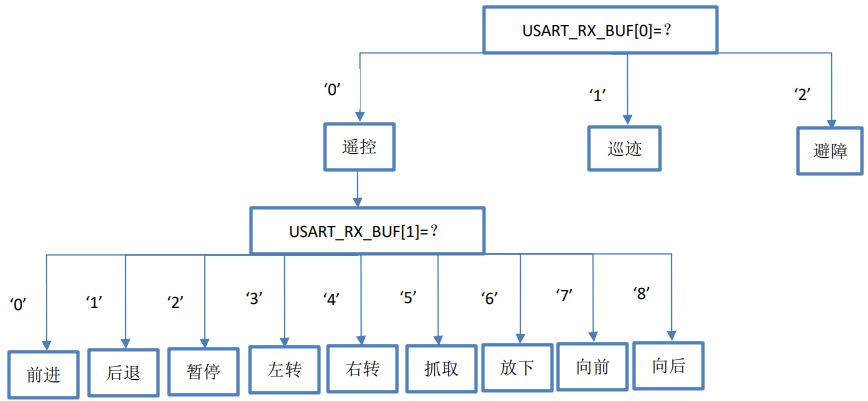 USART_RX_BUF[0]=？
‘0’
‘1’
‘2’
遥控
巡迹
避障
USART_RX_BUF[1]=？
‘0’
‘1’
‘2’
‘3’
‘4’
‘5’
‘6’
‘7’
‘8’
前进
后退
暂停
左转
右转
抓取
放下
向前
向后